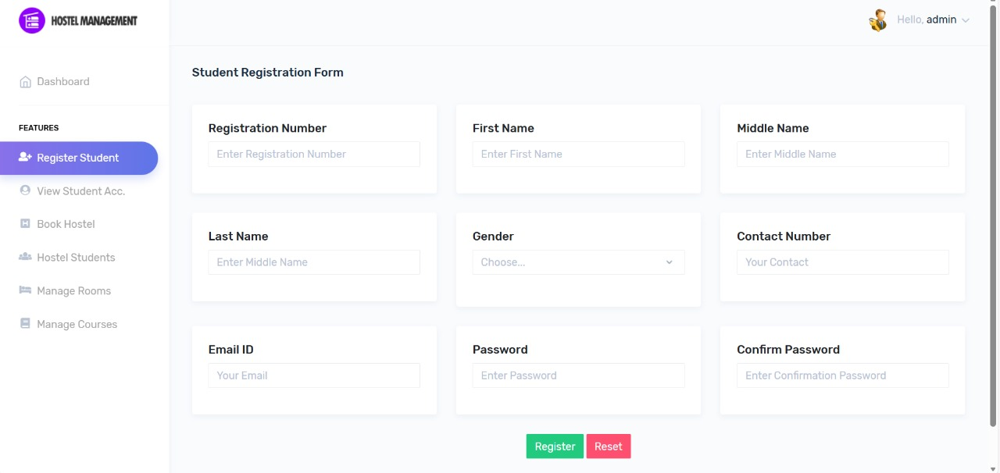 HOSTEL MANAGEMENT
Hello, admin
Dashboard
FEATURES
Register Student
View Student Acc.
Book Hostel
Hostel Students
Manage Rooms
Manage Courses
Student Registration Form
Registration Number
Enter Registration Number
First Name
Enter First Name
Middle Name
Enter Middle Name
Last Name
Enter Middle Name
Gender
Choose...
Contact Number
Your Contact
Email ID
Your Email
Password
Enter Password
Confirm Password
Enter Confirmation Password
Register
Reset